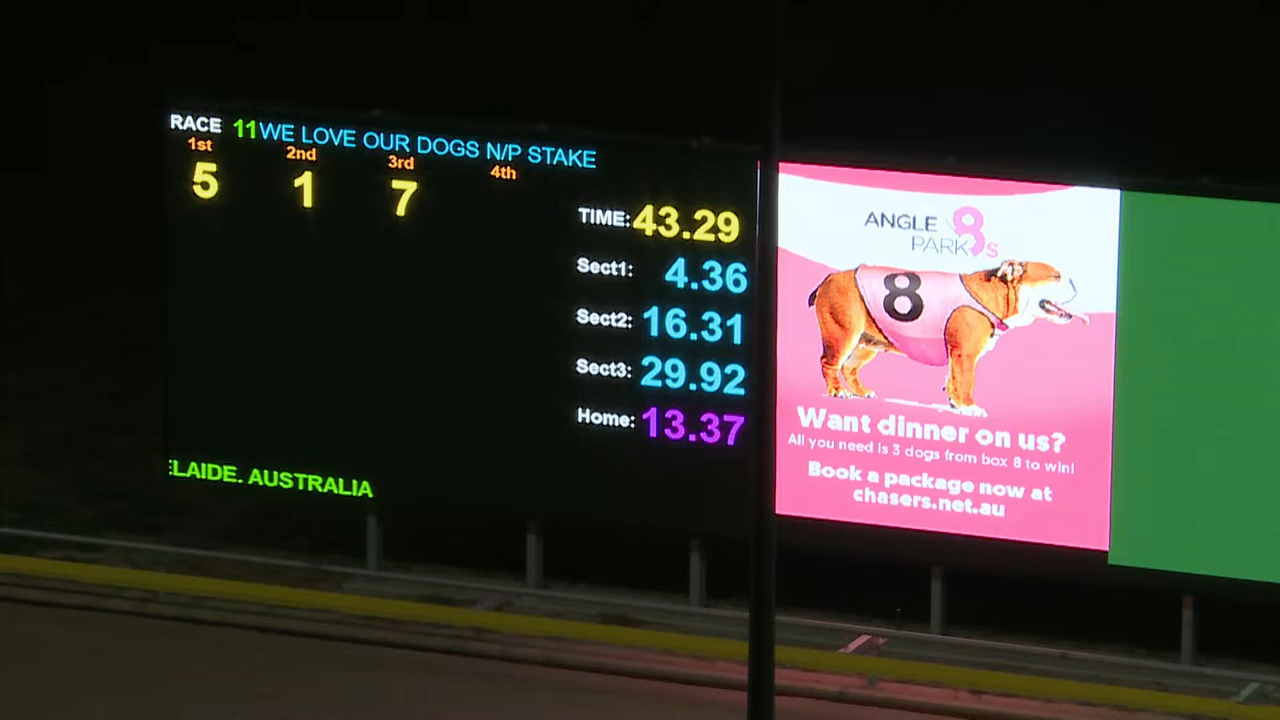 RACE 11 WE LOVE OUR DOGS N/P STAKE
1st 2nd 3rd 4th
5 1 7
TIME: 43.29
Sect1: 4.36
Sect2: 16.31
Sect3: 29.92
Home: 13.37
ELAIDE. AUSTRALIA
ANGLE 8s
PARK
8
Want dinner on us?
All you need is 3 dogs from box 8 to win!
Book a package now at
chasers.net.au